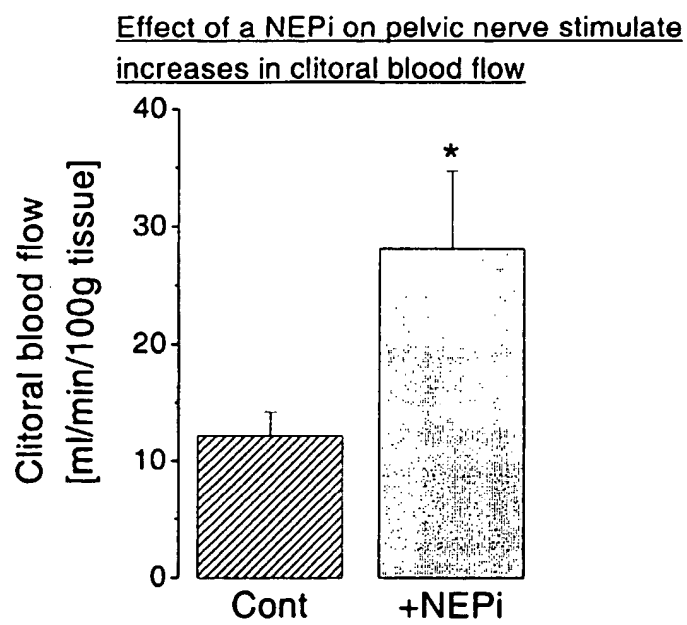 Effect of a NEPi on pelvic nerve stimulate
increases in clitoral blood flow
Clitoral blood flow
[ml/min/100g tissue]
40
30
20
10
0
*
Cont
+NEPi